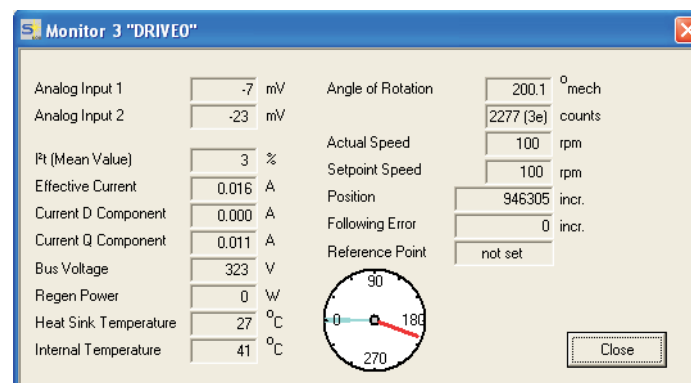 Monitor 3 "DRIVE0"
Analog Input 1 -7 mV
Analog Input 2 -23 mV
I²t (Mean Value) 3 %
Effective Current 0.016 A
Current D Component 0.000 A
Current Q Component 0.011 A
Bus Voltage 323 V
Regen Power 0 W
Heat Sink Temperature 27 °C
Internal Temperature 41 °C
Angle of Rotation 200.1 °mech
2277 (3e) counts
Actual Speed 100 rpm
Setpoint Speed 100 rpm
Position 946305 incr.
Following Error 0 incr.
Reference Point not set
90
0 180
270
Close